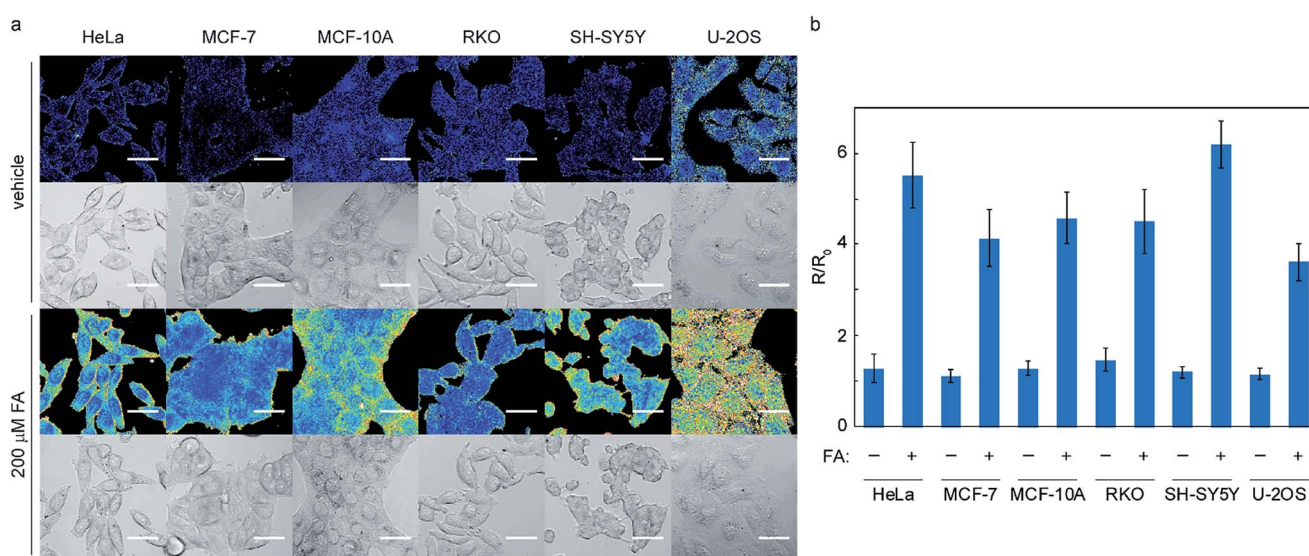 a
HeLa MCF-7 MCF-10A RKO SH-SY5Y U-2OS
vehicle
200 μM FA
b
R/R0
6
4
2
0
FA: − + − + − + − + − + − +
HeLa MCF-7 MCF-10A RKO SH-SY5Y U-2OS